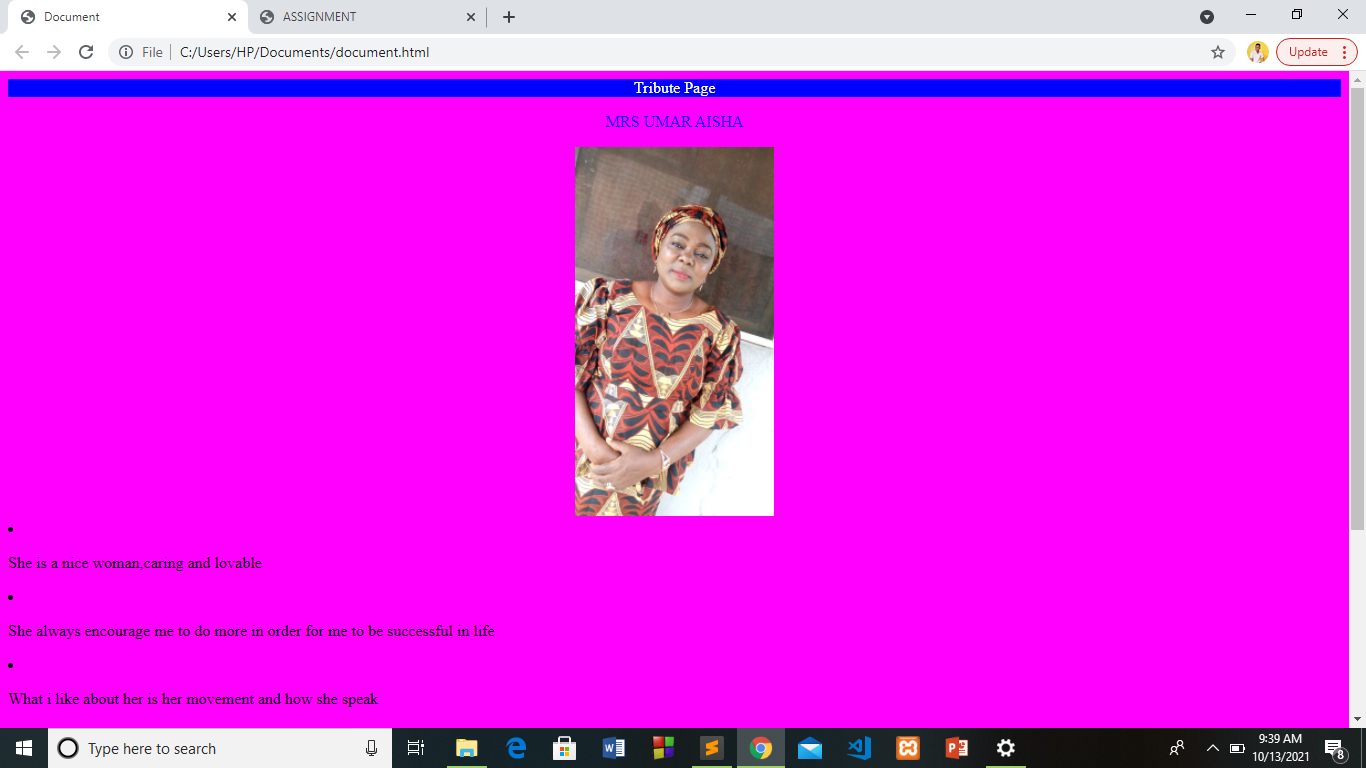 Document
ASSIGNMENT
File
C:/Users/HP/Documents/document.html
Update
Tribute Page
MRS UMAR AISHA
She is a nice woman,caring and lovable
She always encourage me to do more in order for me to be successful in life
What i like about her is her movement and how she speak
Type here to search
9:39 AM
10/13/2021
8